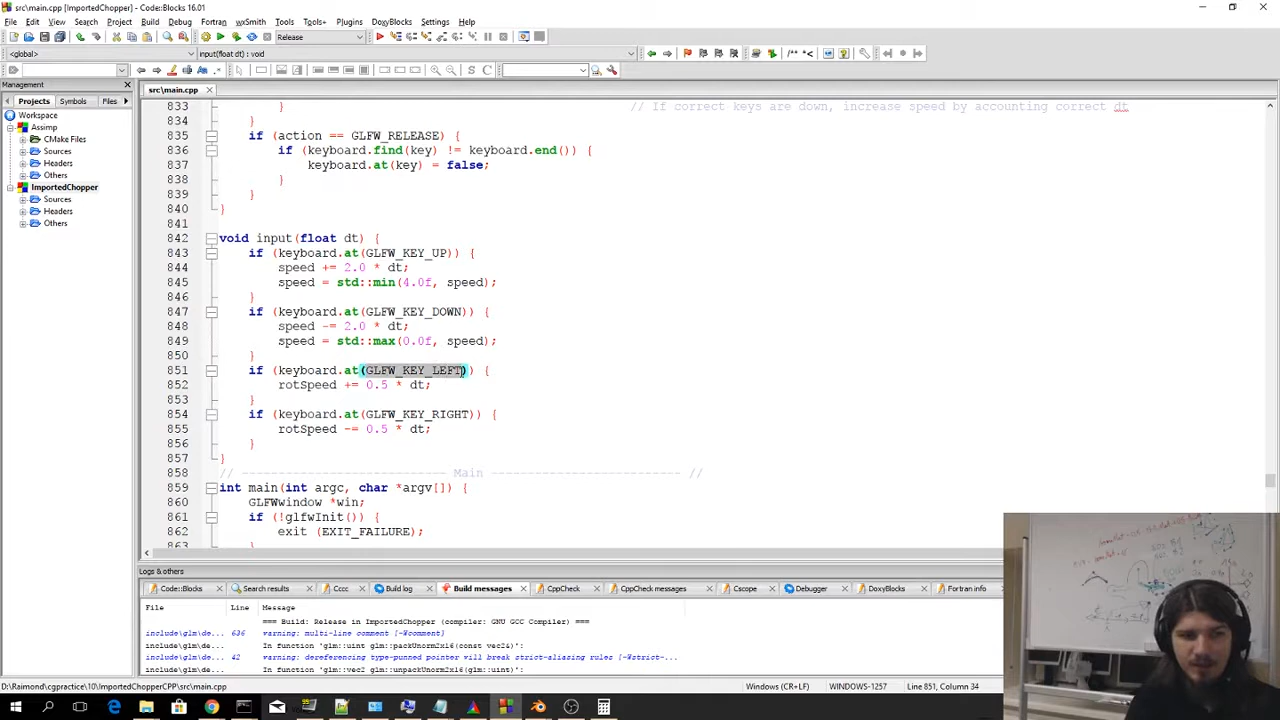 src\main.cpp [ImportedChopper] - Code::Blocks 16.01
File Edit View Search Project Build Debug Fortran wxSmith Tools Tools+ Plugins DoxyBlocks Settings Help
Release
<global> input(float dt) : void
Management
Projects Symbols Files
src\main.cpp
Workspace
Assimp
CMake Files
Sources
Headers
Others
ImportedChopper
Sources
Headers
Others
833 } // If correct keys are down, increase speed by accounting correct dt
834 }
835 if (action == GLFW_RELEASE) {
836 if (keyboard.find(key) != keyboard.end()) {
837 keyboard.at(key) = false;
838 }
839 }
840 }
841
842 void input(float dt) {
843 if (keyboard.at(GLFW_KEY_UP)) {
844 speed += 2.0 * dt;
845 speed = std::min(4.0f, speed);
846 }
847 if (keyboard.at(GLFW_KEY_DOWN)) {
848 speed -= 2.0 * dt;
849 speed = std::max(0.0f, speed);
850 }
851 if (keyboard.at(GLFW_KEY_LEFT)) {
852 rotSpeed += 0.5 * dt;
853 }
854 if (keyboard.at(GLFW_KEY_RIGHT)) {
855 rotSpeed -= 0.5 * dt;
856 }
857 }
858 // --------------------------- Main ------------------------ //
859 int main(int argc, char *argv[]) {
860 GLFWwindow *win;
861 if (!glfwInit()) {
862 exit (EXIT_FAILURE);
863 }
Logs & others
Code::Blocks Search results Cccc Build log Build messages CppCheck CppCheck messages Cscope Debugger DoxyBlocks Fortran info
File Line Message
=== Build: Release in ImportedChopper (compiler: GNU GCC Compiler) ===
include\glm\de... 636 warning: multi-line comment [-Wcomment]
include\glm\de... In function 'glm::uint glm::packUnorm2x16(const vec2&)':
include\glm\de... 42 warning: dereferencing type-punned pointer will break strict-aliasing rules [-Wstrict-...
include\glm\de... In function 'glm::vec2 glm::unpackUnorm2x16(glm::uint)':
D:\Raimond\cgpractice\10\ImportedChopperCPP\src\main.cpp Windows (CR+LF) WINDOWS-1257 Line 851, Column 34